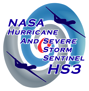 NASA
Hurricane
and Severe
Storm
Sentinel
HS3